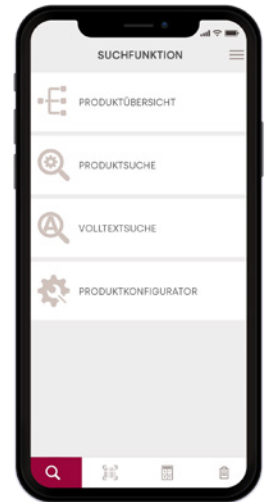 SUCHFUNKTION
PRODUKTÜBERSICHT
PRODUKTSUCHE
VOLLTEXTSUCHE
PRODUKTKONFIGURATOR